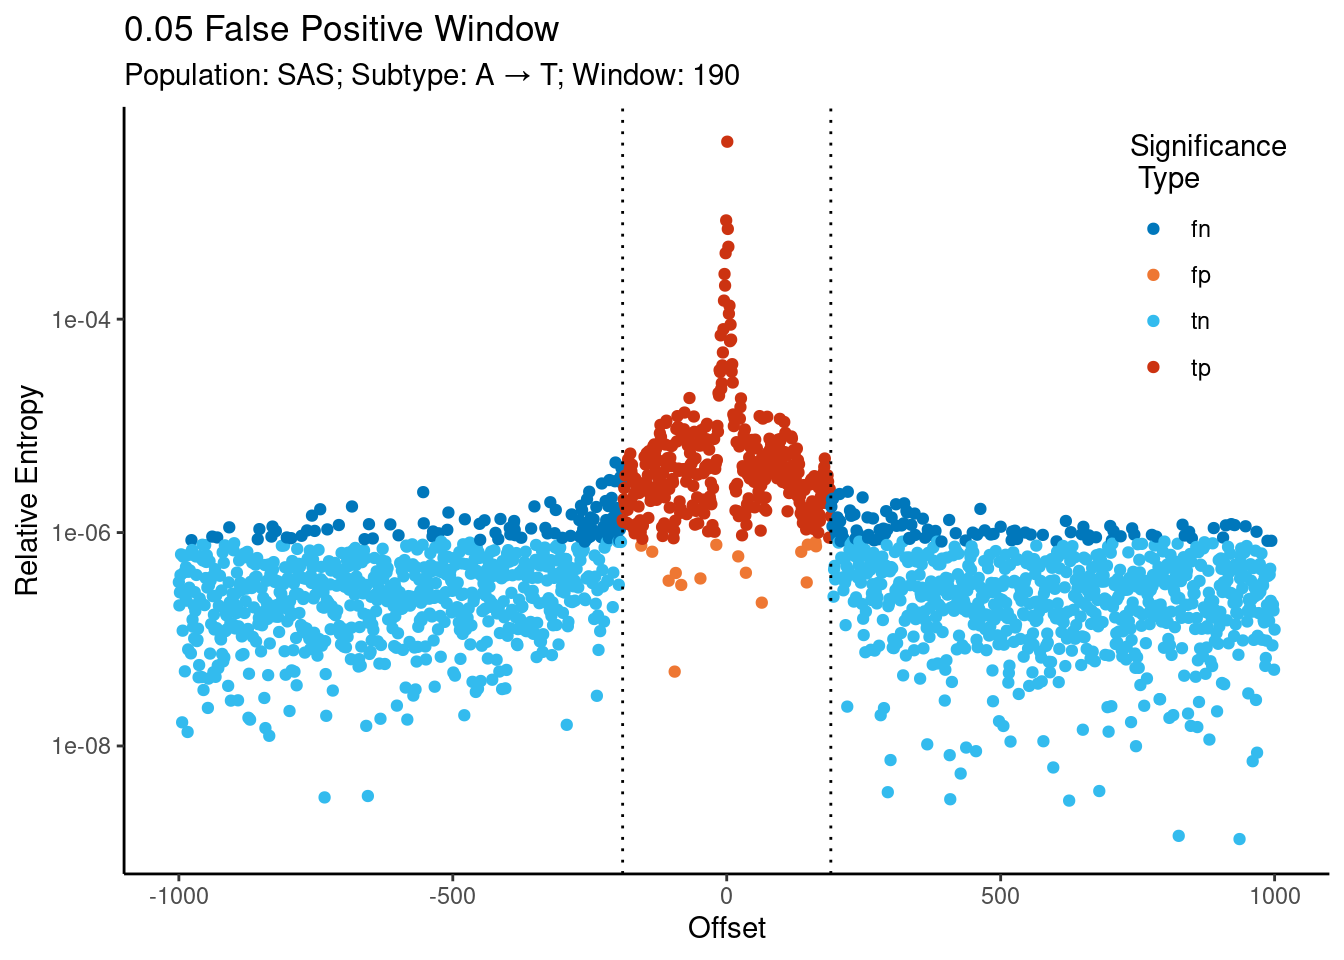 0.05 False Positive Window
Population: SAS; Subtype: A → T; Window: 190
Significance
Type
fn
fp
tn
tp
1e-04
1e-06
1e-08
Relative Entropy
-1000
-500
0
500
1000
Offset